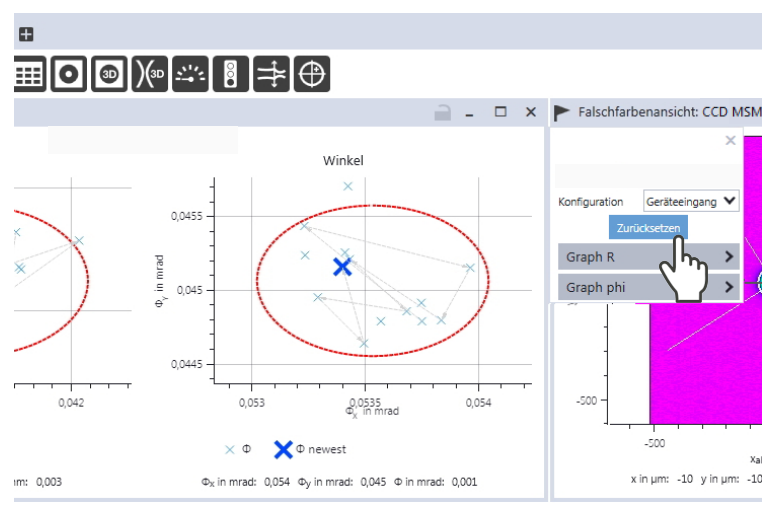 3D
3D
Falschfarbenansicht: CCD MSM
Winkel
Konfiguration Geräteeingang
Zurücksetzen
Graph R
Graph phi
0,0455
0,045
0,0445
Φy in mrad
0,042
0,053 0,0535 0,054
Φx in mrad
-500
-500
Φ Φ newest
m: 0,003
Φx in mrad: 0,054 Φy in mrad: 0,045 Φ in mrad: 0,001
x in µm: -10 y in µm: -10